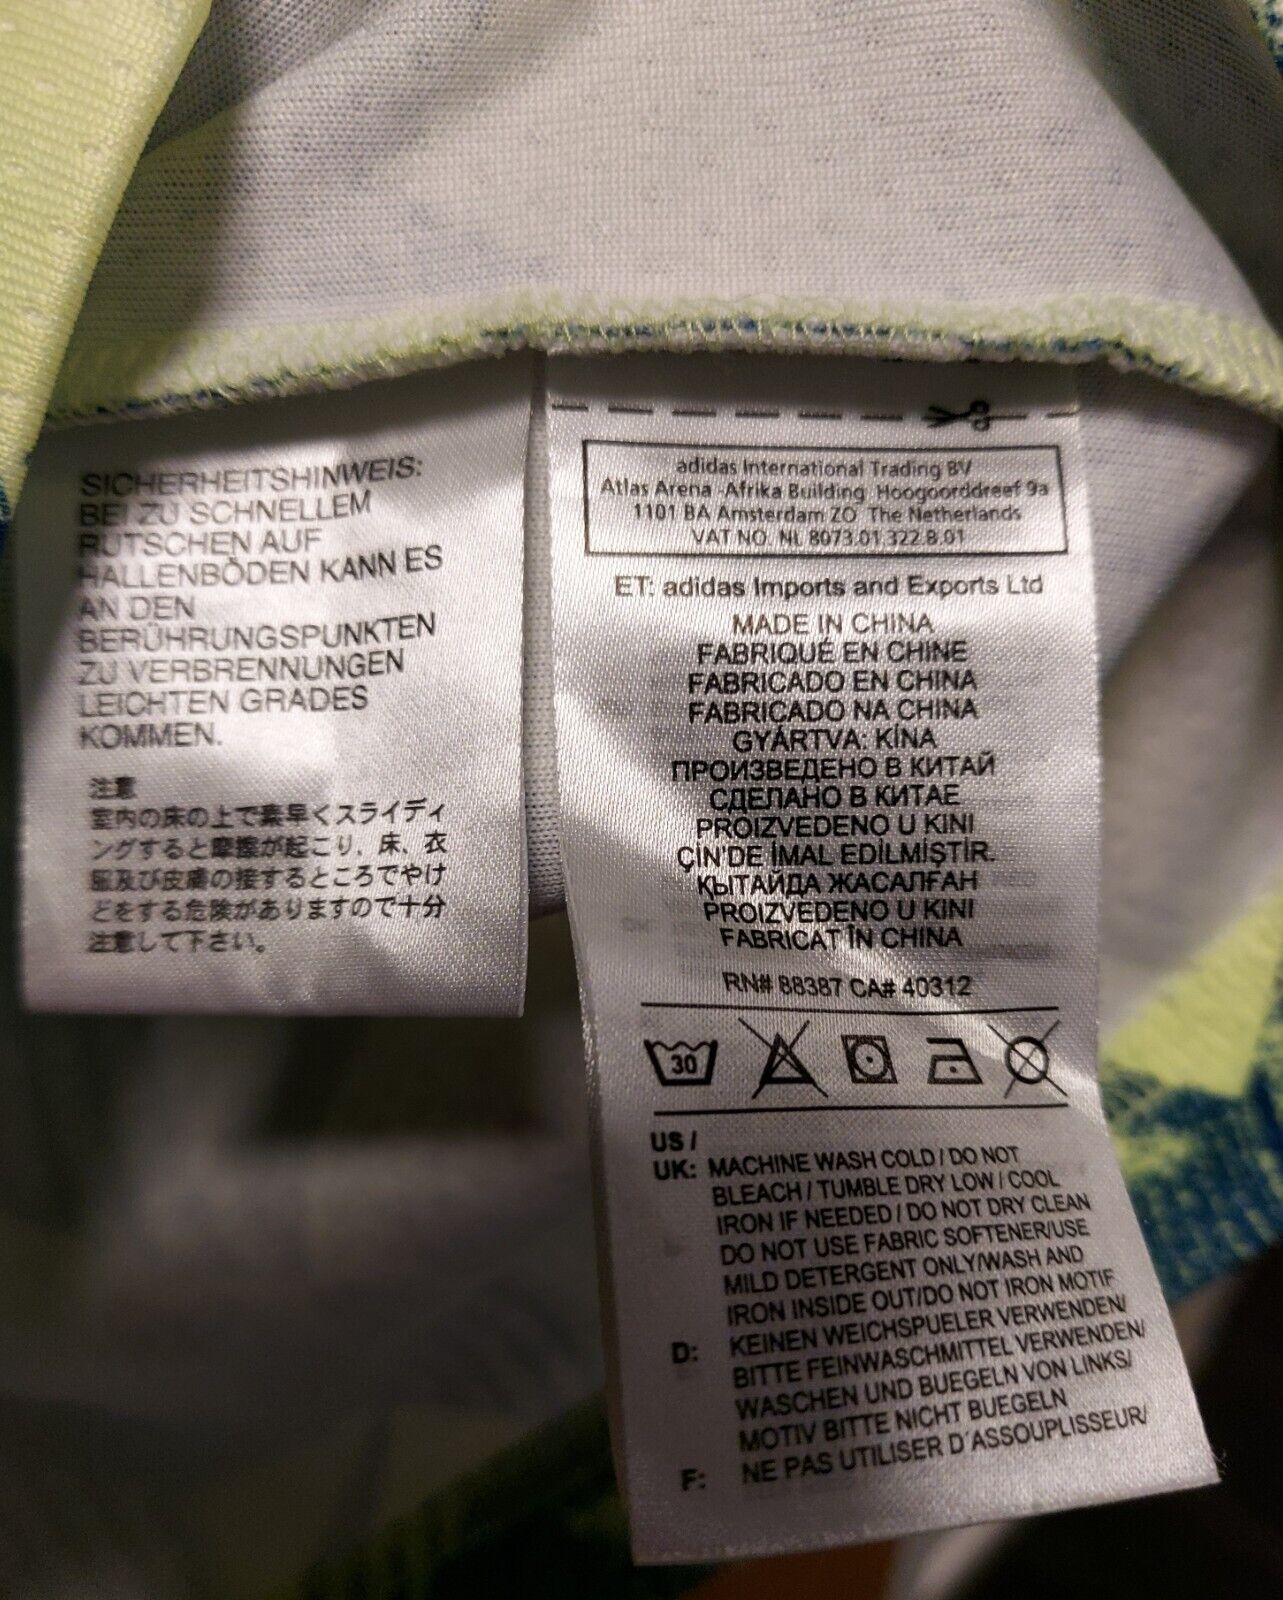 SICHERHEITSHINWEIS:
BEI ZU SCHNELLEM
RUTSCHEN AUF
HALLENBÖDEN KANN ES
AN DEN
BERÜHRUNGSPUNKTEN
ZU VERBRENNUNGEN
LEICHTEN GRADES
KOMMEN.
注意
室内の床の上で素早くスライディ
ングすると摩擦が起こり、床、衣
服及び皮膚の接するところでやけ
どをする危険がありますので十分
注意して下さい。
adidas International Trading BV
Atlas Arena -Afrika Building Hoogoorddreef 9a
1101 BA Amsterdam ZO The Netherlands
VAT NO. NL 8073.01.322.B.01
ET: adidas Imports and Exports Ltd
MADE IN CHINA
FABRIQUÉ EN CHINE
FABRICADO EN CHINA
FABRICADO NA CHINA
GYÁRTVA: KÍNA
ПРОИЗВЕДЕНО В КИТАЙ
СДЕЛАНО В КИТАЕ
PROIZVEDENO U KINI
ÇİN'DE İMAL EDİLMİŞTİR.
ҚЫТАЙДА ЖАСАЛҒАН
PROIZVEDENO U KINI
FABRICAT ÎN CHINA
RN# 88387 CA# 40312
30
US /
UK: MACHINE WASH COLD / DO NOT
BLEACH / TUMBLE DRY LOW / COOL
IRON IF NEEDED / DO NOT DRY CLEAN
DO NOT USE FABRIC SOFTENER/USE
MILD DETERGENT ONLY/WASH AND
IRON INSIDE OUT/DO NOT IRON MOTIF
D: KEINEN WEICHSPUELER VERWENDEN/
BITTE FEINWASCHMITTEL VERWENDEN/
WASCHEN UND BUEGELN VON LINKS/
MOTIV BITTE NICHT BUEGELN
F: NE PAS UTILISER D'ASSOUPLISSEUR/